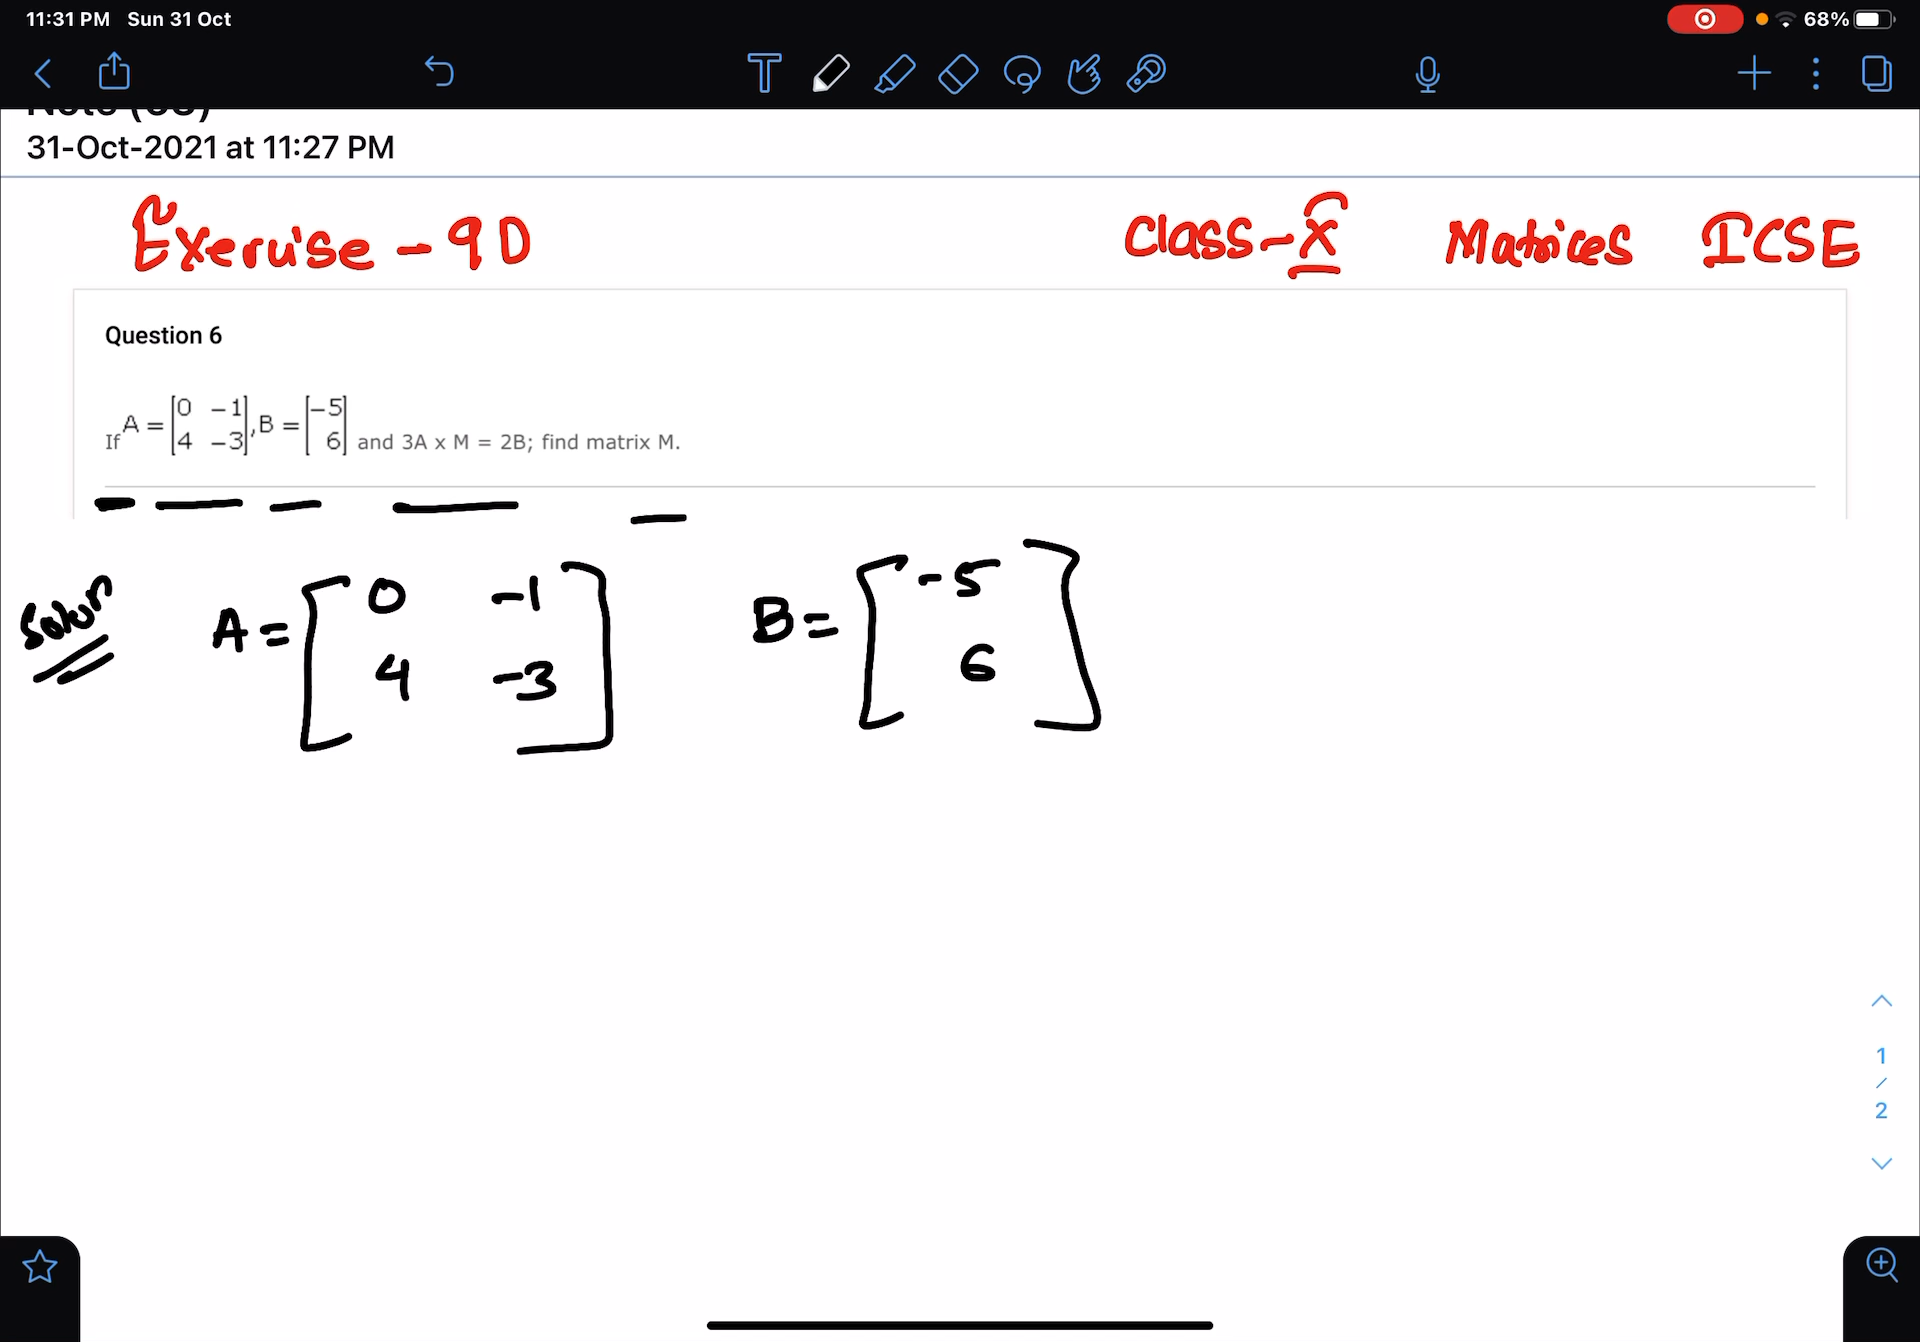 11:31 PM Sun 31 Oct 68%
31-Oct-2021 at 11:27 PM
Exercise - 9D Class-X Matrices ICSE
Question 6
If A = [0 -1], B = [-5] and 3A x M = 2B; find matrix M.
[4 -3] [6]
Soln A = [0 -1] B = [-5]
[4 -3] [6]
1
/
2